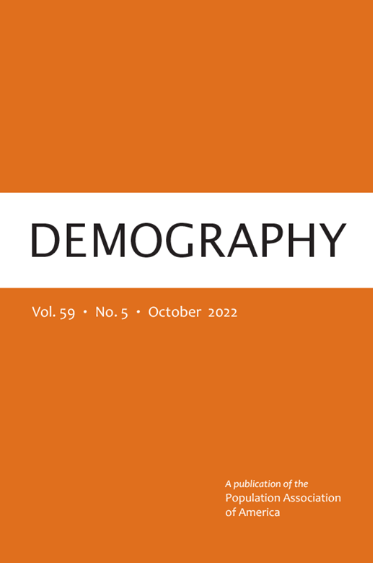 DEMOGRAPHY
Vol. 59 • No. 5 • October 2022
A publication of the
Population Association
of America